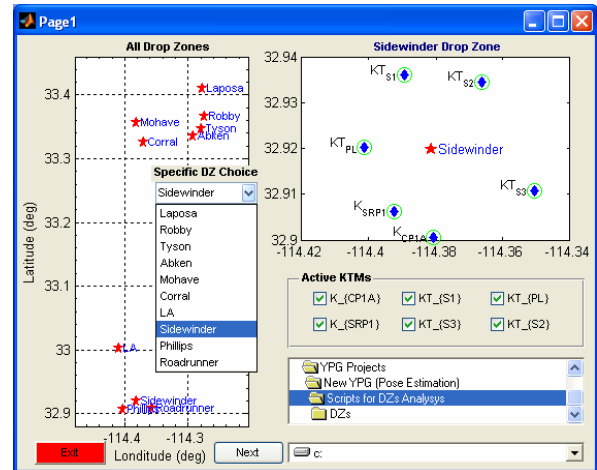 Page1
All Drop Zones
33.4
33.3
33.2
33.1
33
32.9
-114.4
-114.3
Latitude (deg)
Londitude (deg)
Laposa
Robby
Tyson
Abken
Mohave
Corral
LA
Sidewinder
Phillips
Roadrunner
Specific DZ Choice
Sidewinder
Laposa
Robby
Tyson
Abken
Mohave
Corral
LA
Sidewinder
Phillips
Roadrunner
Sidewinder Drop Zone
32.94
32.93
32.92
32.91
32.9
-114.42
-114.4
-114.38
-114.36
-114.34
KT_S1
KT_S2
KT_PL
Sidewinder
KT_S3
K_SRP1
K_CP1A
Active KTMs
K_{CP1A} KT_{S1} KT_{PL}
K_{SRP1} KT_{S3} KT_{S2}
YPG Projects
New YPG (Pose Estimation)
Scripts for DZs Analysys
DZs
Exit
Next
c: